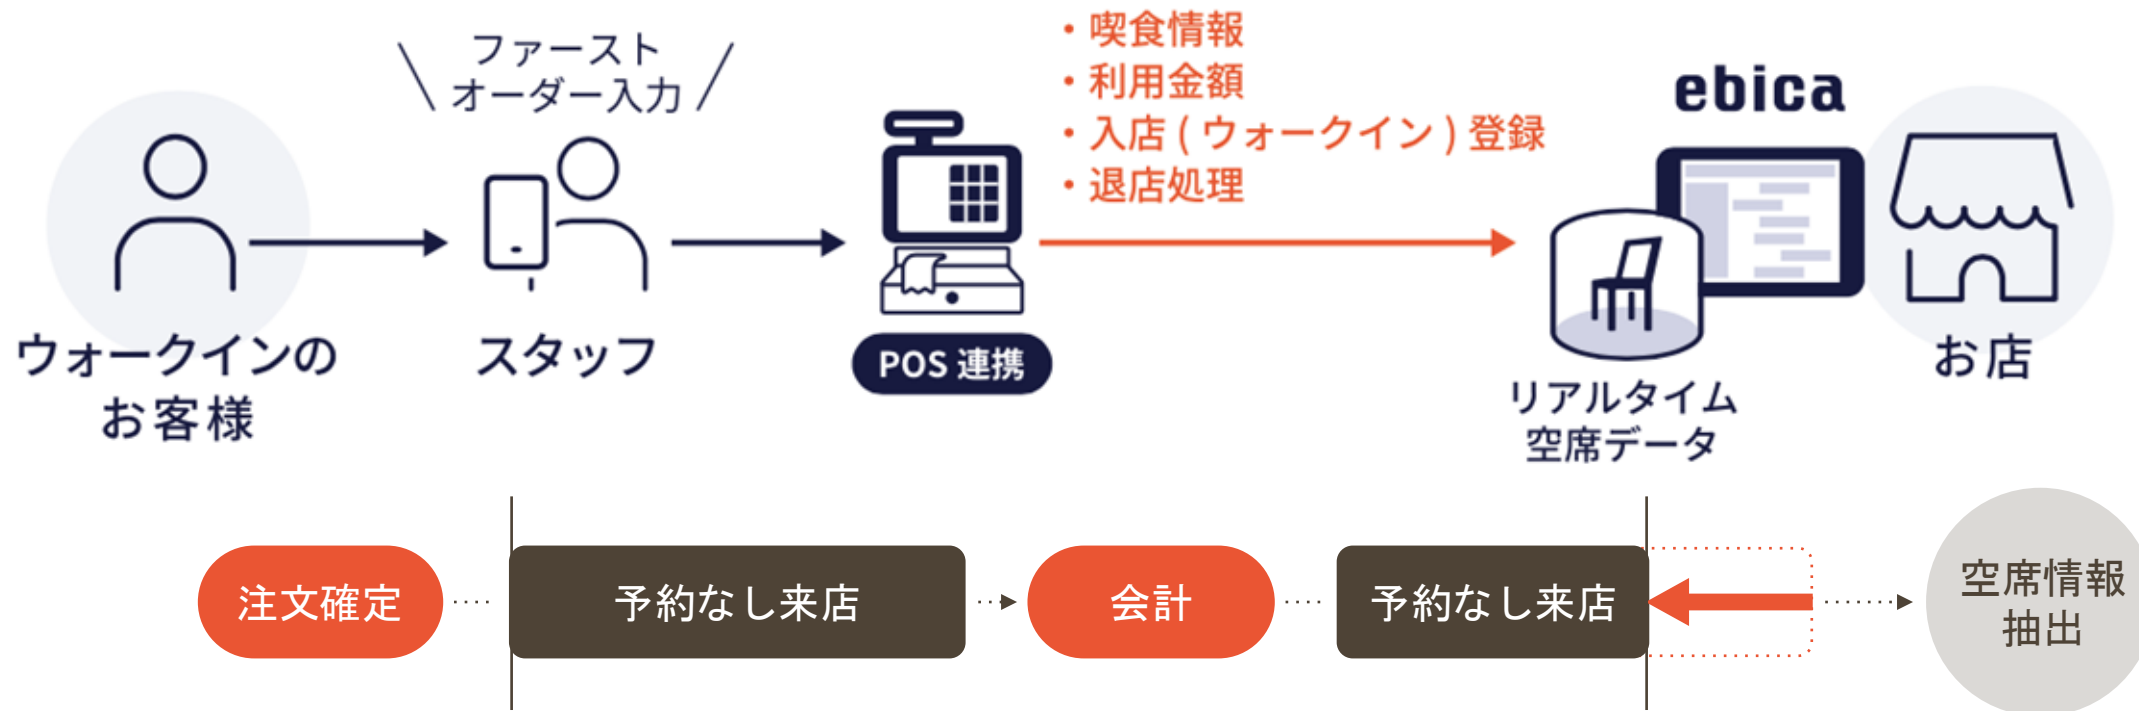 ファースト
オーダー入力
・喫食情報
・利用金額
・入店(ウォークイン)登録
・退店処理
ebica
ウォークインの
お客様
スタッフ
POS 連携
リアルタイム
空席データ
お店
注文確定
予約なし来店
会計
予約なし来店
空席情報
抽出